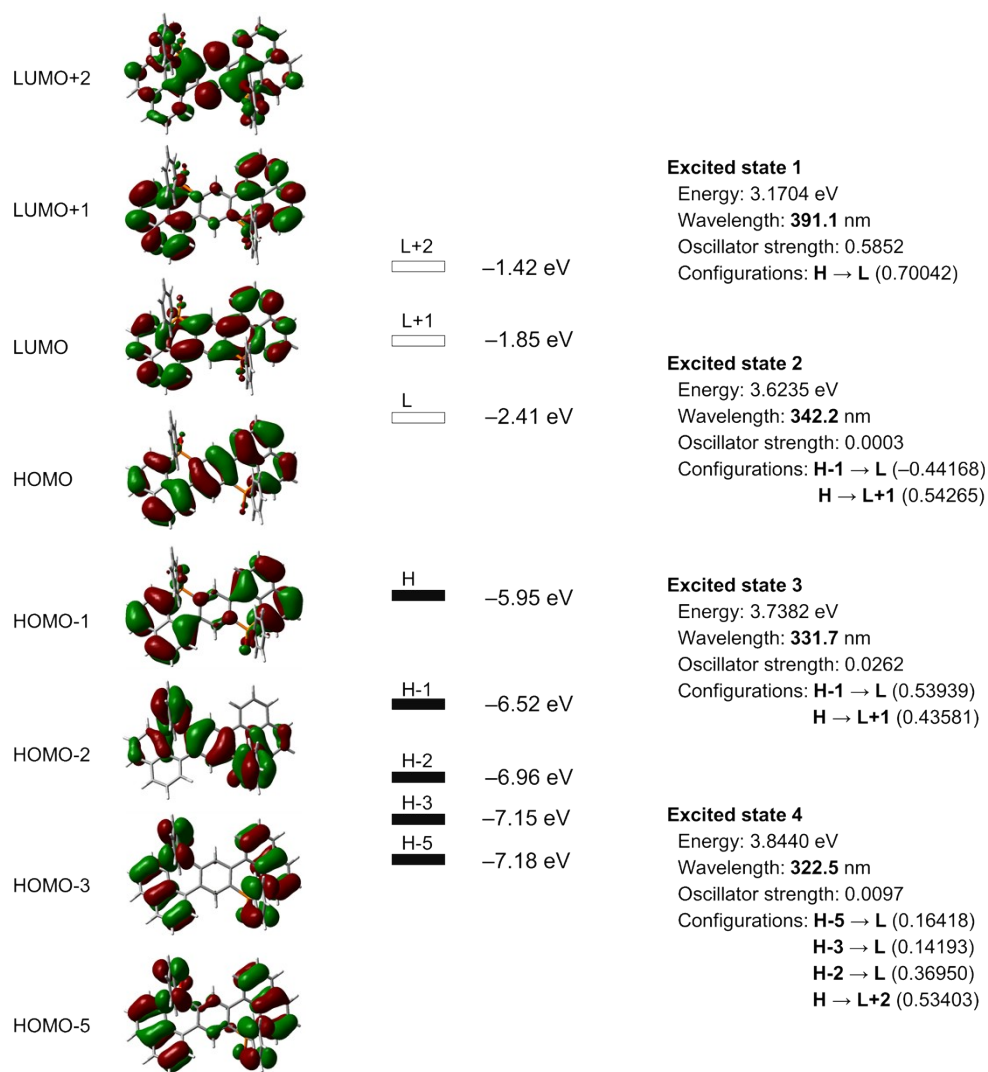 LUMO+2
LUMO+1
LUMO
HOMO
HOMO-1
HOMO-2
HOMO-3
HOMO-5
L+2
–1.42 eV
L+1
–1.85 eV
L
–2.41 eV
H
–5.95 eV
H-1
–6.52 eV
H-2
–6.96 eV
H-3
–7.15 eV
H-5
–7.18 eV
Excited state 1
Energy: 3.1704 eV
Wavelength: 391.1 nm
Oscillator strength: 0.5852
Configurations: H → L (0.70042)
Excited state 2
Energy: 3.6235 eV
Wavelength: 342.2 nm
Oscillator strength: 0.0003
Configurations: H-1 → L (–0.44168)
H → L+1 (0.54265)
Excited state 3
Energy: 3.7382 eV
Wavelength: 331.7 nm
Oscillator strength: 0.0262
Configurations: H-1 → L (0.53939)
H → L+1 (0.43581)
Excited state 4
Energy: 3.8440 eV
Wavelength: 322.5 nm
Oscillator strength: 0.0097
Configurations: H-5 → L (0.16418)
H-3 → L (0.14193)
H-2 → L (0.36950)
H → L+2 (0.53403)